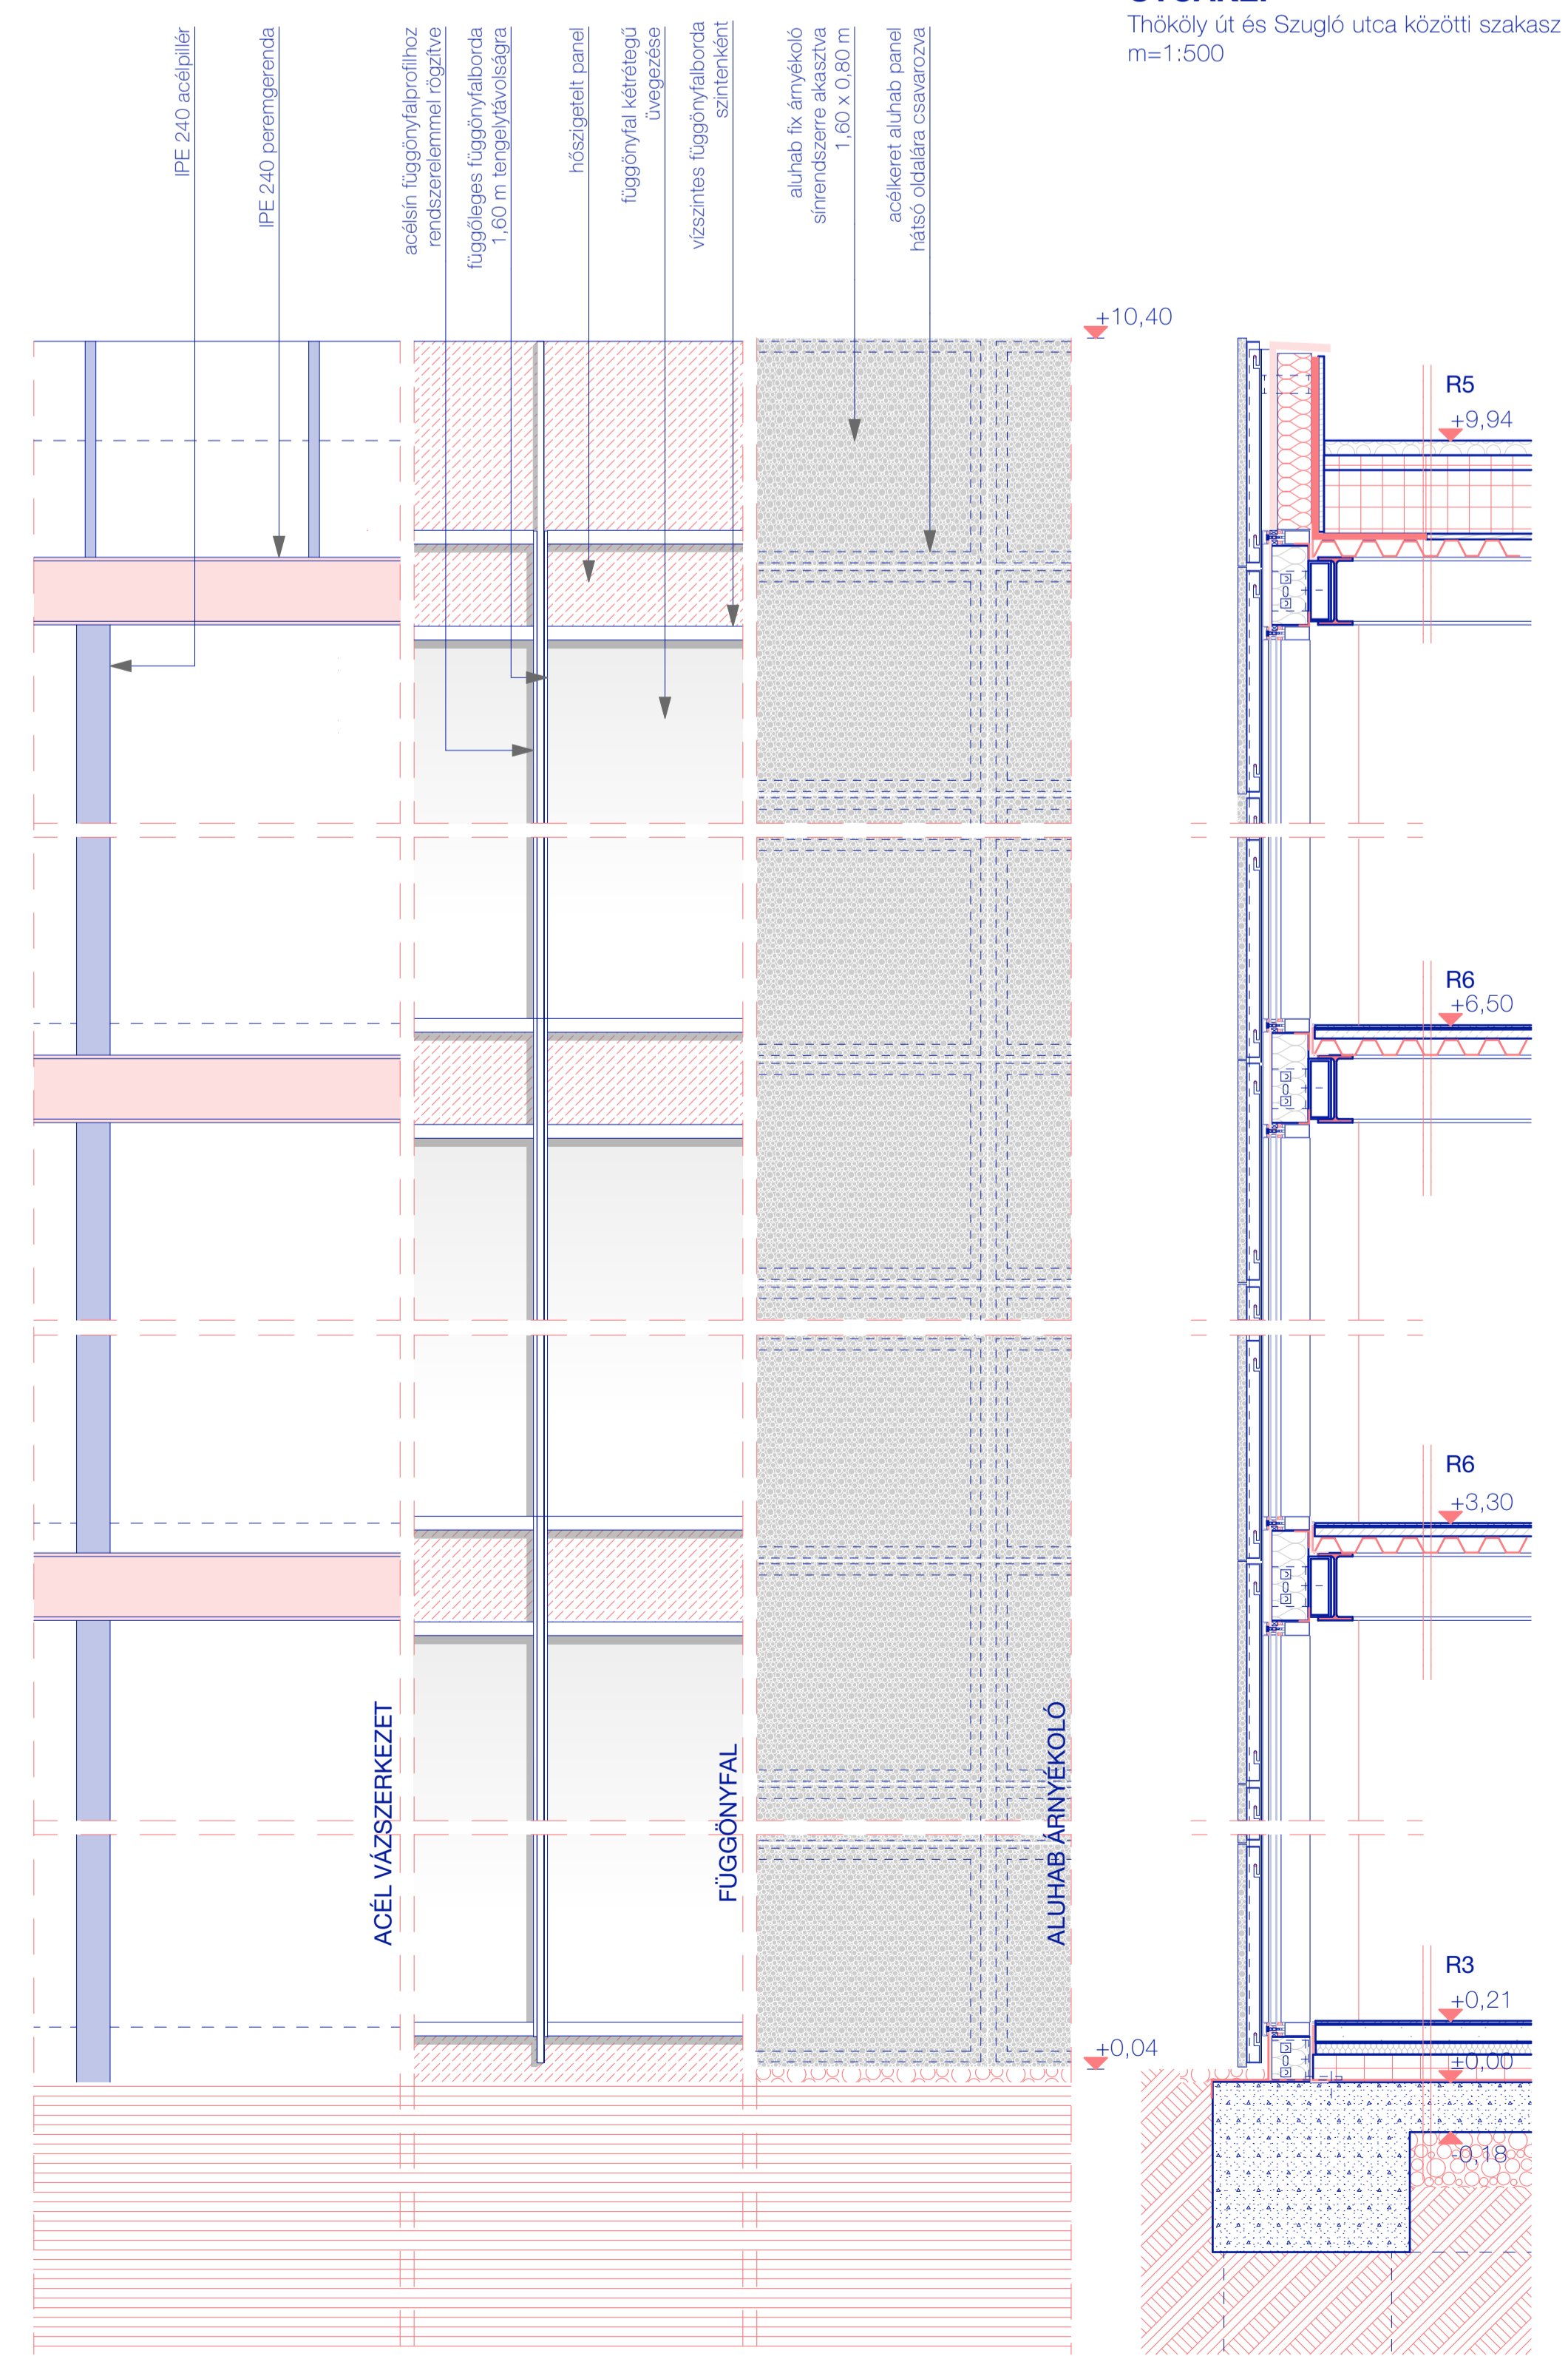 Thököly út és Szugló utca közötti szakasz
m=1:500
IPE 240 acélpillér
IPE 240 peremgerenda
acélsín függönyfalprofilhoz
rendszerelemmel rögzítve
függőleges függönyfalborda
1,60 m tengelytávolságra
hőszigetelt panel
függönyfal kétrétegű
üvegezése
vízszintes függönyfalborda
szintenként
aluhab fix árnyékoló
sínrendszerre akasztva
1,60 x 0,80 m
acélkeret aluhab panel
hátsó oldalára csavarozva
+10,40
R5
+9,94
R6
+6,50
R6
+3,30
ACÉL VÁZSZERKEZET
FÜGGÖNYFAL
ALUHAB ÁRNYÉKOLÓ
R3
+0,21
+0,04
±0,00
-0,18